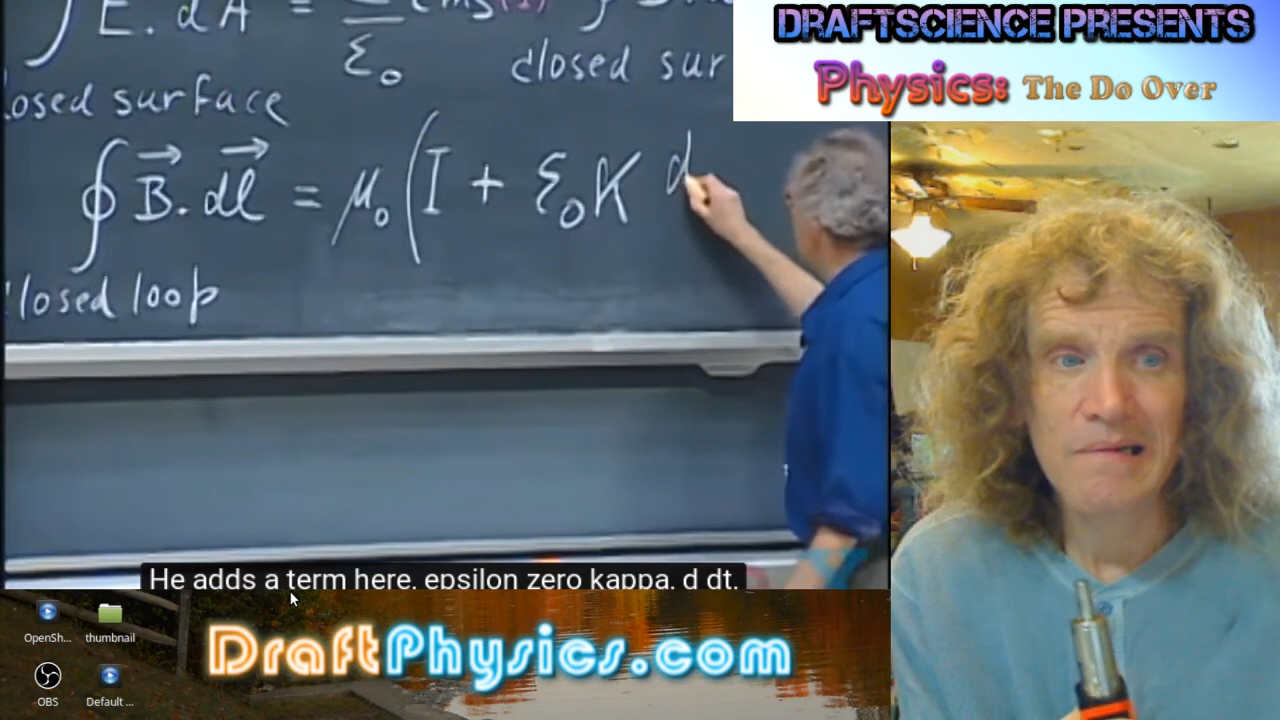 ∫ E. dA =
ε₀
closed sur
losed surface
∮ B⃗. dl⃗ = μ₀ ( I + ε₀ K d
closed loop
He adds a term here, epsilon zero kappa, d dt.
DRAFTSCIENCE PRESENTS
Physics: The Do Over
OpenSh...
thumbnail
OBS
Default ...
DraftPhysics.com